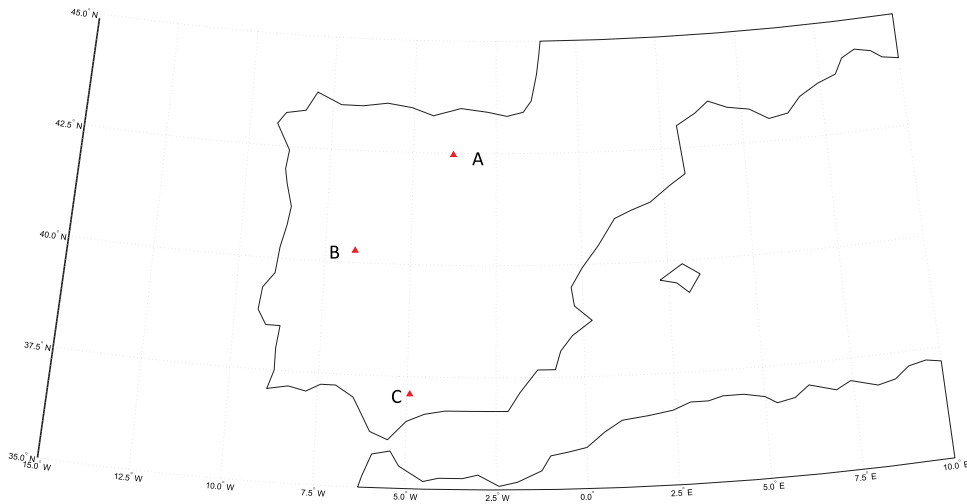 45.0° N
42.5° N
A
B
40.0° N
37.5° N
C
35.0° N
15.0° W
12.5° W
10.0° W
7.5° W
5.0° W
2.5° W
0.0°
2.5° E
5.0° E
7.5° E
10.0° E